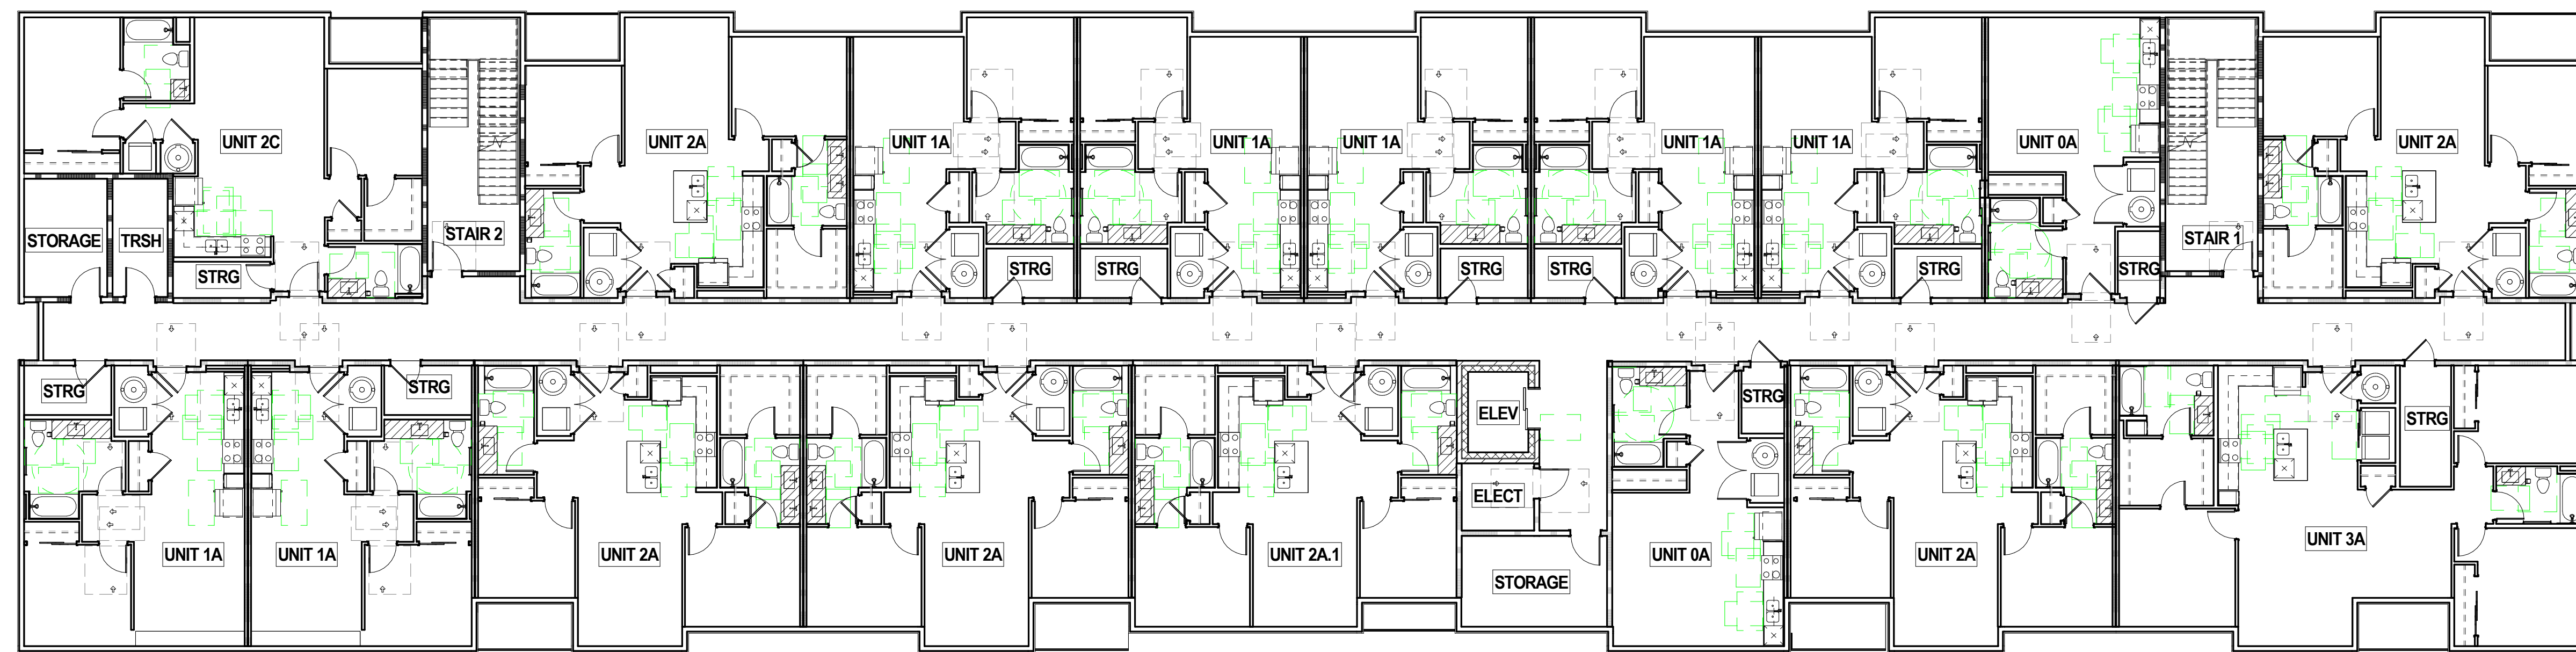 UNIT 2C
UNIT 2A
UNIT 1A
UNIT 1A
UNIT 1A
UNIT 1A
UNIT 1A
UNIT 0A
UNIT 2A
STORAGE
TRSH
STAIR 2
STAIR 1
STRG
STRG
STRG
STRG
STRG
STRG
STRG
STRG
STRG
STRG
ELEV
STRG
ELECT
UNIT 1A
UNIT 1A
UNIT 2A
UNIT 2A
UNIT 2A.1
UNIT 0A
UNIT 2A
UNIT 3A
STORAGE
STRG